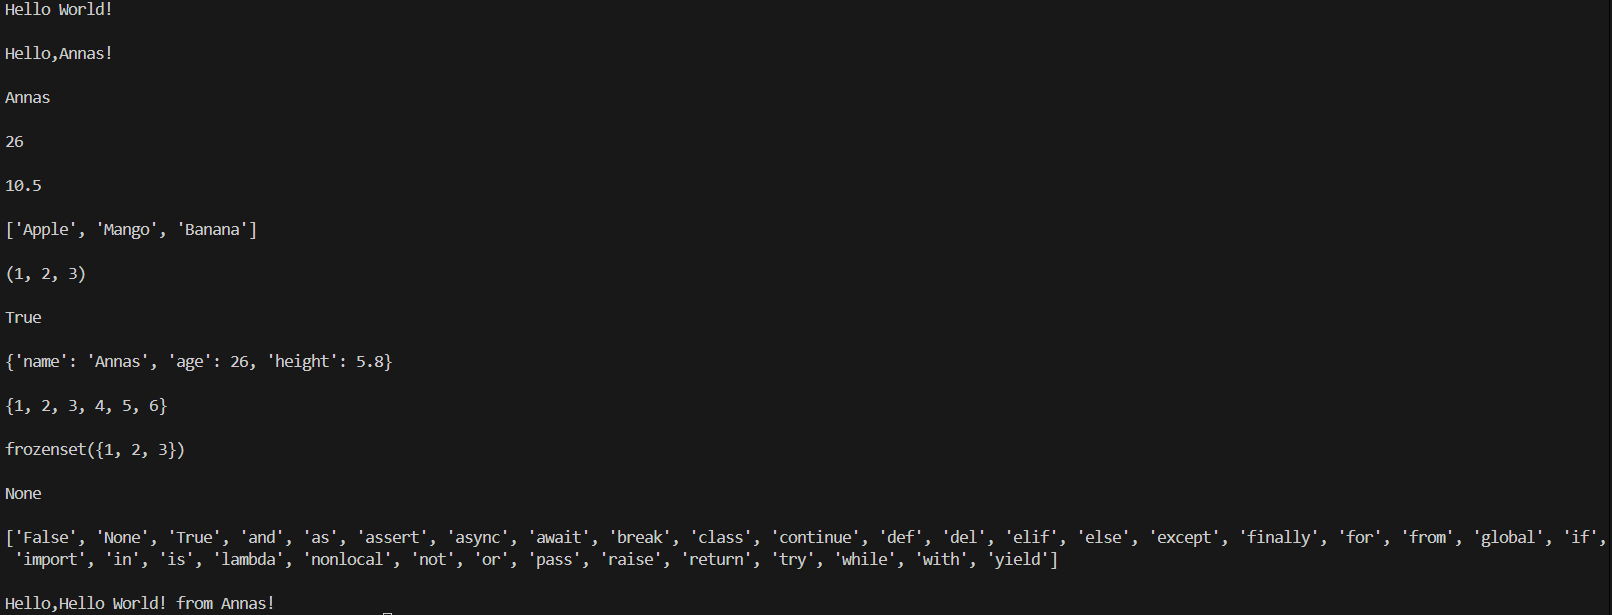 Hello World!
Hello,Annas!
Annas
26
10.5
['Apple', 'Mango', 'Banana']
(1, 2, 3)
True
{'name': 'Annas', 'age': 26, 'height': 5.8}
{1, 2, 3, 4, 5, 6}
frozenset({1, 2, 3})
None
['False', 'None', 'True', 'and', 'as', 'assert', 'async', 'await', 'break', 'class', 'continue', 'def', 'del', 'elif', 'else', 'except', 'finally', 'for', 'from', 'global', 'if',
'import', 'in', 'is', 'lambda', 'nonlocal', 'not', 'or', 'pass', 'raise', 'return', 'try', 'while', 'with', 'yield']
Hello,Hello World! from Annas!